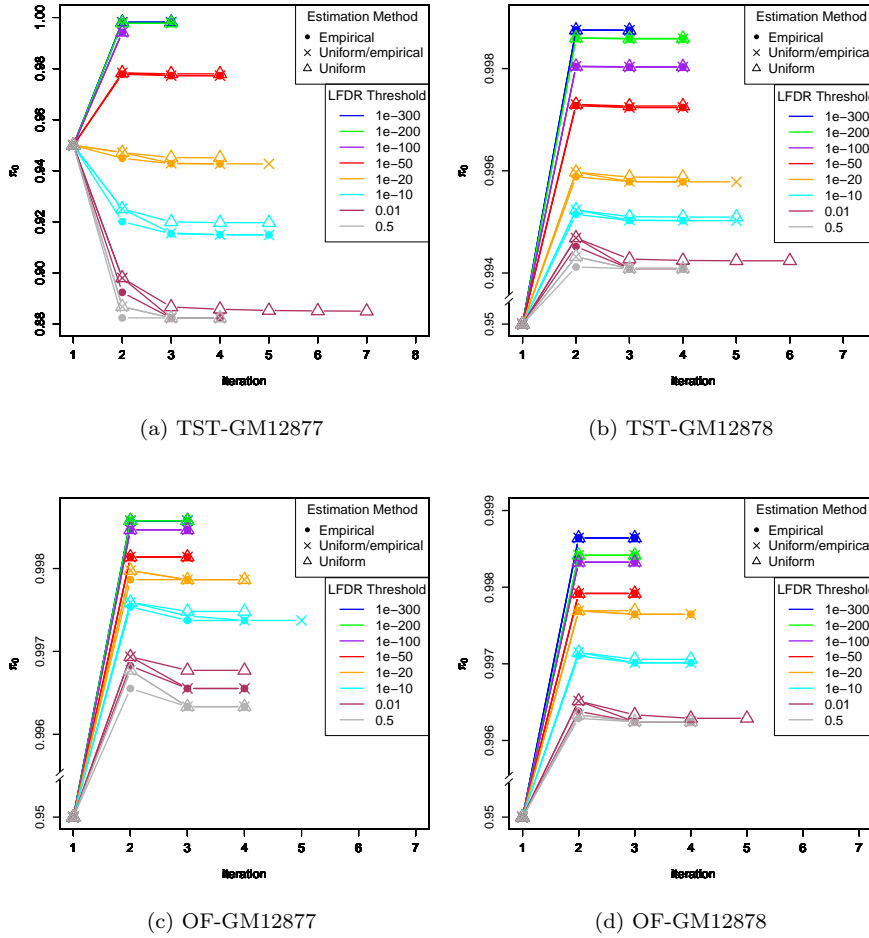 Estimation Method
Empirical
Uniform/empirical
Uniform
LFDR Threshold
1e−300
1e−200
1e−100
1e−50
1e−20
1e−10
0.01
0.5
1.00
0.98
0.96
0.94
0.92
0.90
0.88
π0
1 2 3 4 5 6 7 8
iteration
(a) TST-GM12877
Estimation Method
Empirical
Uniform/empirical
Uniform
LFDR Threshold
1e−300
1e−200
1e−100
1e−50
1e−20
1e−10
0.01
0.5
0.998
0.996
0.994
0.95
π0
1 2 3 4 5 6 7
iteration
(b) TST-GM12878
Estimation Method
Empirical
Uniform/empirical
Uniform
LFDR Threshold
1e−300
1e−200
1e−100
1e−50
1e−20
1e−10
0.01
0.5
0.998
0.997
0.996
0.95
π0
1 2 3 4 5 6 7
iteration
(c) OF-GM12877
Estimation Method
Empirical
Uniform/empirical
Uniform
LFDR Threshold
1e−300
1e−200
1e−100
1e−50
1e−20
1e−10
0.01
0.5
0.999
0.998
0.997
0.996
0.95
π0
1 2 3 4 5 6 7
iteration
(d) OF-GM12878